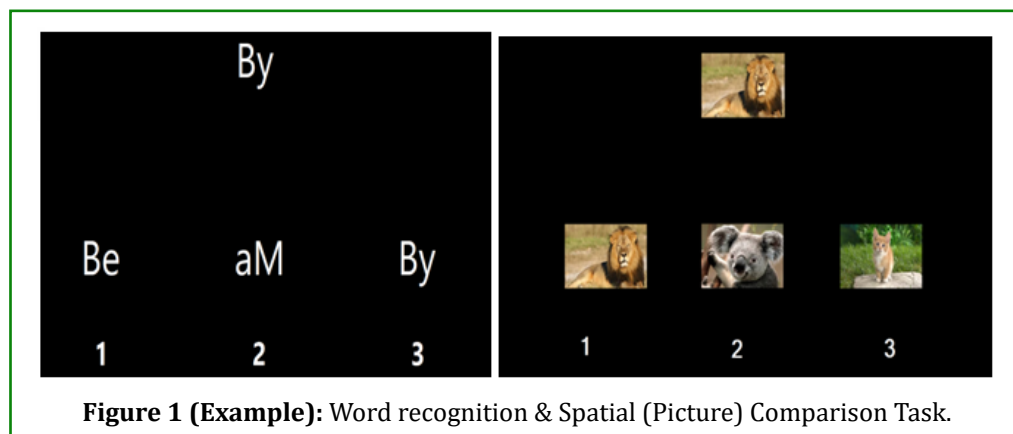 By
Be aM By
1 2 3
1 2 3
Figure 1 (Example): Word recognition & Spatial (Picture) Comparison Task.